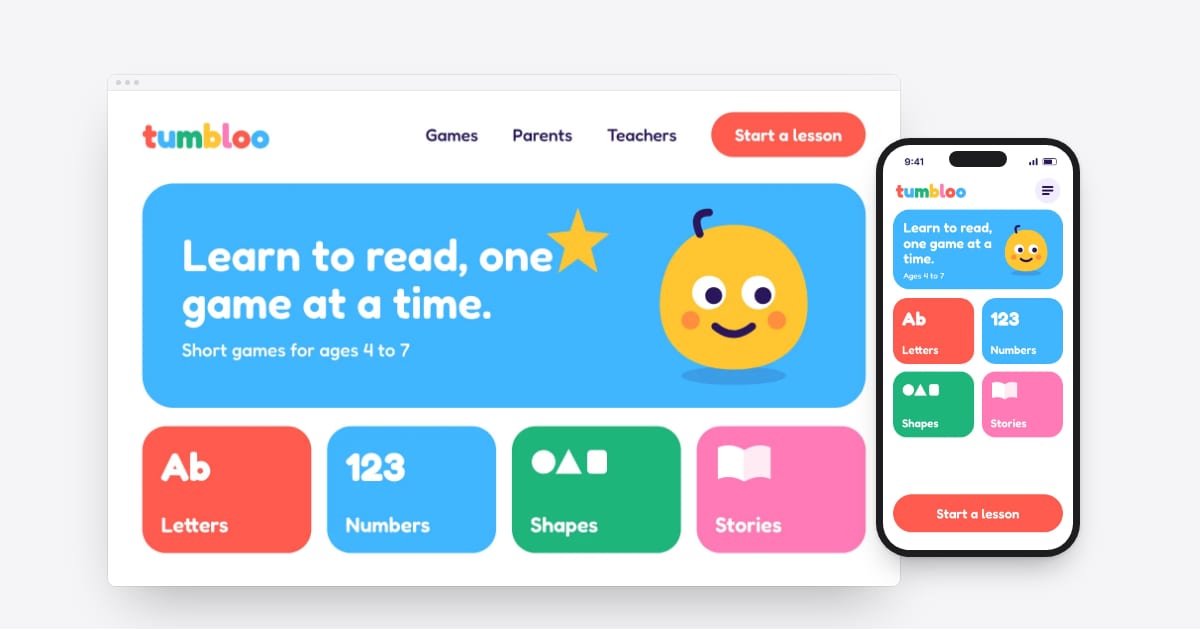 tumbloo
Games
Parents
Teachers
Start a lesson
Learn to read, one
game at a time.
Short games for ages 4 to 7
Ab
Letters
123
Numbers
Shapes
Stories
9:41
tumbloo
Learn to read,
one game at a
time.
Ages 4 to 7
Ab
Letters
123
Numbers
Shapes
Stories
Start a lesson